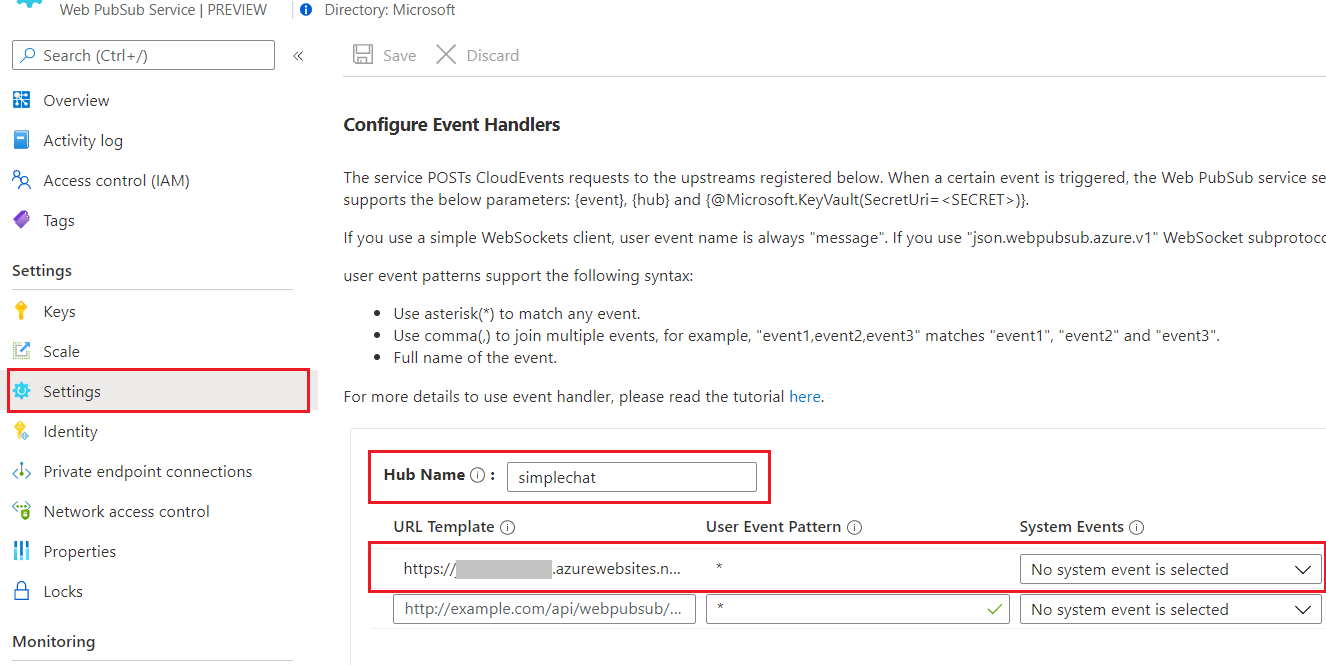 Web PubSub Service | PREVIEW
Directory: Microsoft
Search (Ctrl+/)
«
Save
Discard
Overview
Activity log
Access control (IAM)
Tags
Settings
Keys
Scale
Settings
Identity
Private endpoint connections
Network access control
Properties
Locks
Monitoring
Configure Event Handlers
The service POSTs CloudEvents requests to the upstreams registered below. When a certain event is triggered, the Web PubSub service se
supports the below parameters: {event}, {hub} and {@Microsoft.KeyVault(SecretUri=<SECRET>)}.
If you use a simple WebSockets client, user event name is always "message". If you use "json.webpubsub.azure.v1" WebSocket subprotoc
user event patterns support the following syntax:
• Use asterisk(*) to match any event.
• Use comma(,) to join multiple events, for example, "event1,event2,event3" matches "event1", "event2" and "event3".
• Full name of the event.
For more details to use event handler, please read the tutorial here.
Hub Name : simplechat
URL Template User Event Pattern System Events
https:// .azurewebsites.n... * No system event is selected
http://example.com/api/webpubsub/... * No system event is selected